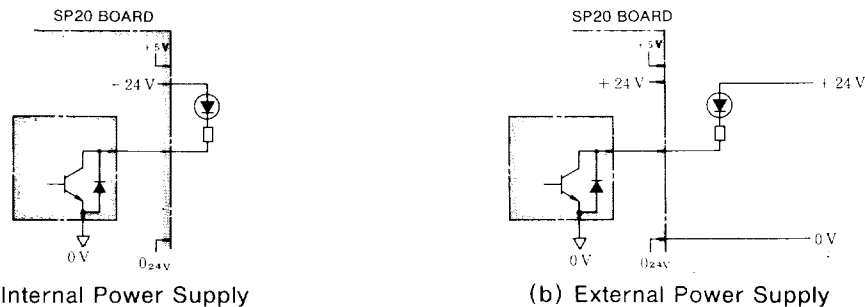 SP20 BOARD
+5V
- 24V
0V
0₂₄ᵥ
Internal Power Supply
SP20 BOARD
+5V
+24V
+24V
0V
0₂₄ᵥ
0V
(b) External Power Supply